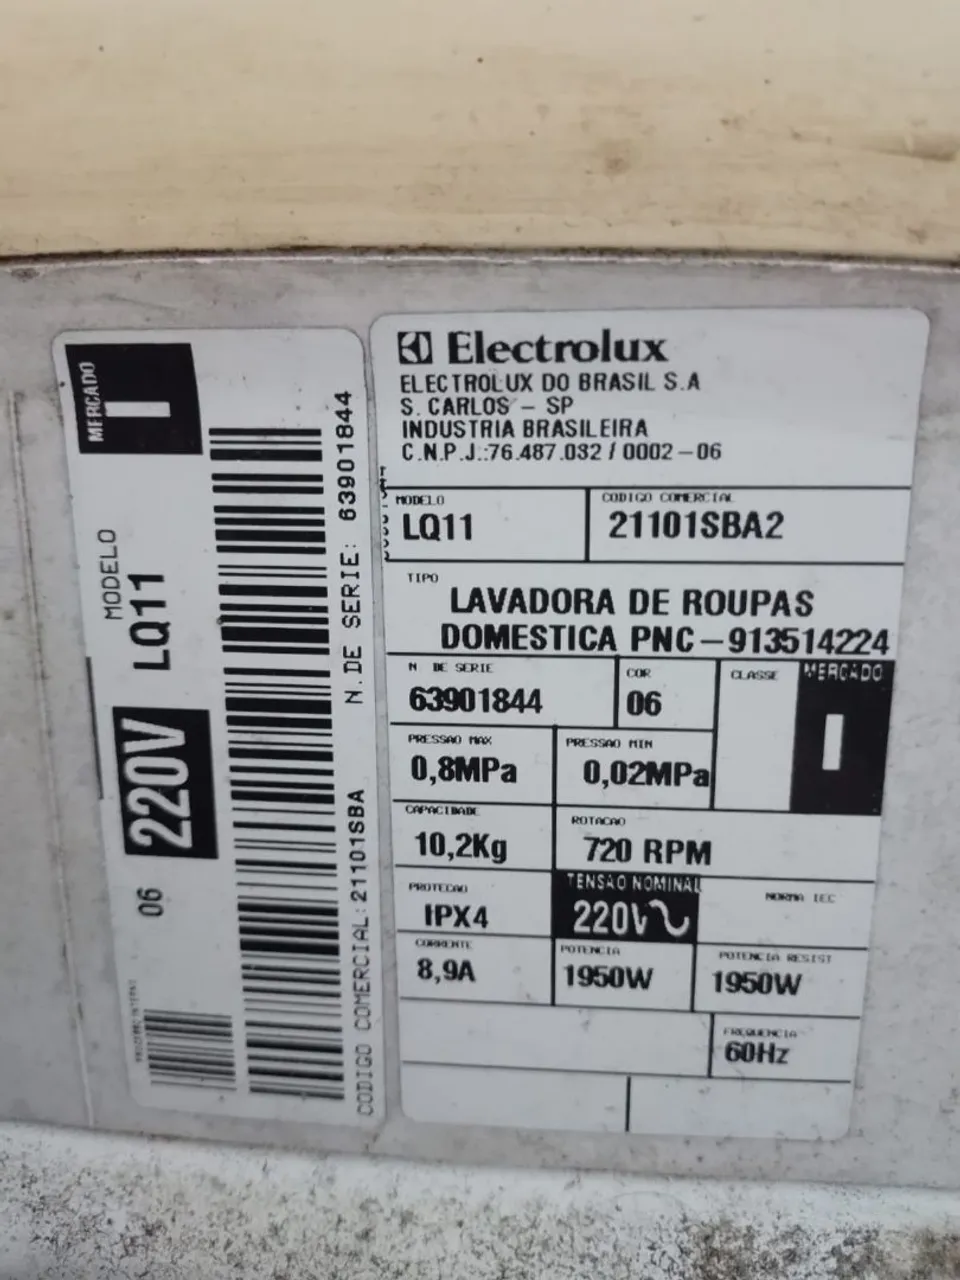 MERCADO
I
MODELO
LQ11
220V
06
N.DE SERIE: 63901844
CODIGO COMERCIAL:21101SBA
Electrolux
ELECTROLUX DO BRASIL S.A
S. CARLOS – SP
INDUSTRIA BRASILEIRA
C.N.P.J.:76.487.032 / 0002 – 06
MODELO
LQ11
CODIGO COMERCIAL
21101SBA2
TIPO
LAVADORA DE ROUPAS
DOMESTICA PNC – 913514224
N DE SERIE
63901844
COR
06
CLASSE
MERCADO
I
PRESSAO MAX
0,8MPa
PRESSAO MIN
0,02MPa
CAPACIDADE
10,2Kg
ROTACAO
720 RPM
PROTECAO
IPX4
TENSÃO NOMINAL
220V~
NORMA IEC
CORRENTE
8,9A
POTENCIA
1950W
POTENCIA RESIST
1950W
FREQUENCIA
60Hz